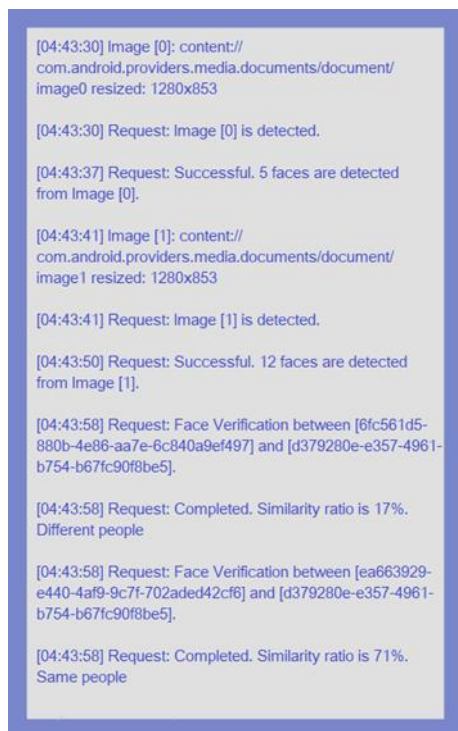 [04:43:30] Image [0]: content://
com.android.providers.media.documents/document/
image0 resized: 1280x853
[04:43:30] Request: Image [0] is detected.
[04:43:37] Request: Successful. 5 faces are detected
from Image [0].
[04:43:41] Image [1]: content://
com.android.providers.media.documents/document/
image1 resized: 1280x853
[04:43:41] Request: Image [1] is detected.
[04:43:50] Request: Successful. 12 faces are detected
from Image [1].
[04:43:58] Request: Face Verification between [6fc561d5-
880b-4e86-aa7e-6c840a9ef497] and [d379280e-e357-4961-
b754-b67fc90f8be5].
[04:43:58] Request: Completed. Similarity ratio is 17%.
Different people
[04:43:58] Request: Face Verification between [ea663929-
e440-4af9-9c7f-702aded42cf6] and [d379280e-e357-4961-
b754-b67fc90f8be5].
[04:43:58] Request: Completed. Similarity ratio is 71%.
Same people